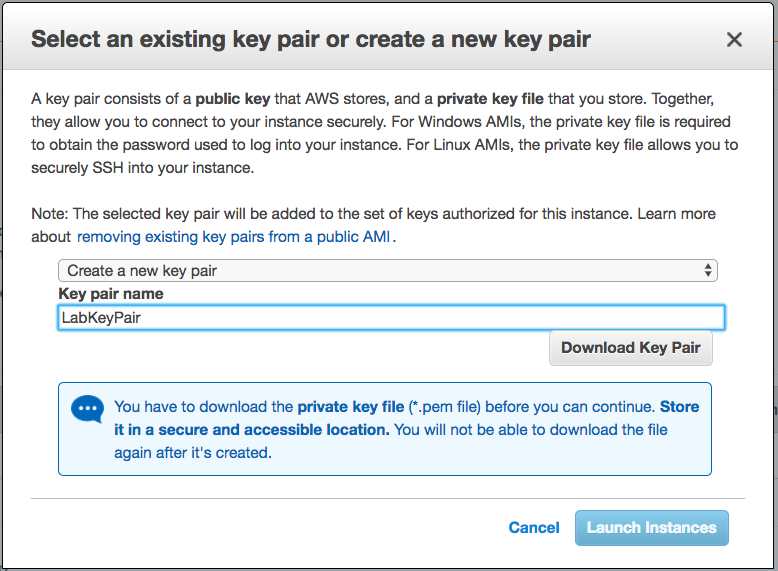 Select an existing key pair or create a new key pair
A key pair consists of a public key that AWS stores, and a private key file that you store. Together,
they allow you to connect to your instance securely. For Windows AMIs, the private key file is required
to obtain the password used to log into your instance. For Linux AMIs, the private key file allows you to
securely SSH into your instance.
Note: The selected key pair will be added to the set of keys authorized for this instance. Learn more
about removing existing key pairs from a public AMI.
Create a new key pair
Key pair name
LabKeyPair
Download Key Pair
You have to download the private key file (*.pem file) before you can continue. Store
it in a secure and accessible location. You will not be able to download the file
again after it's created.
Cancel Launch Instances